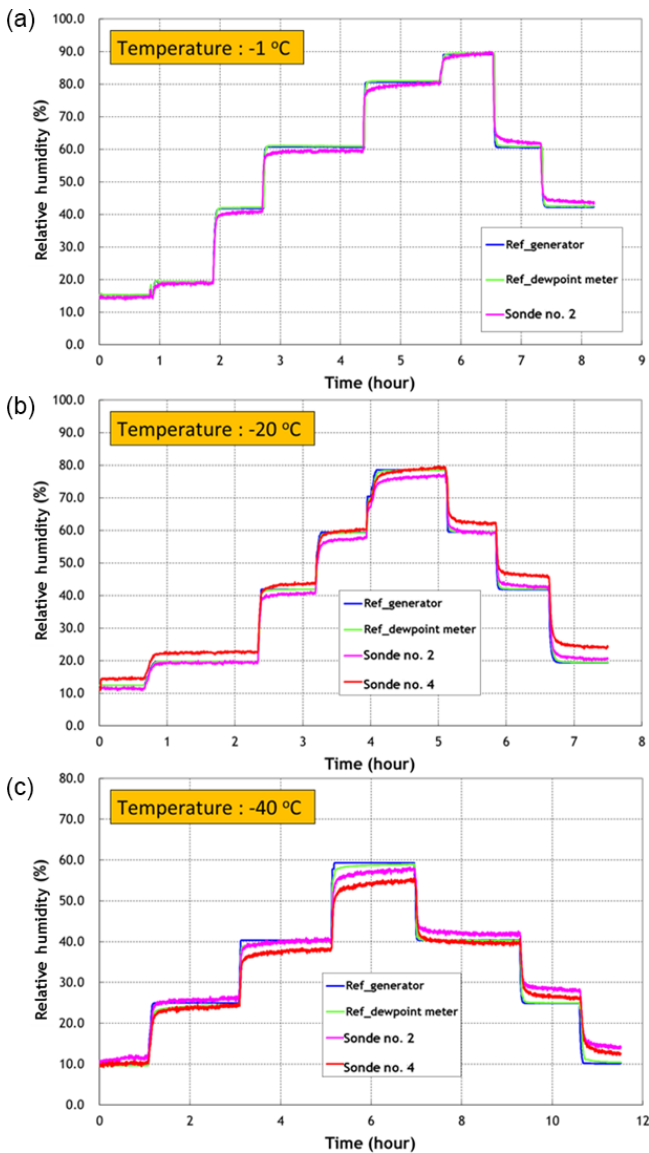 (a)
Temperature : -1 °C
Relative humidity (%)
100.0
90.0
80.0
70.0
60.0
50.0
40.0
30.0
20.0
10.0
0.0
Ref_generator
Ref_dewpoint meter
Sonde no. 2
0 1 2 3 4 5 6 7 8 9
Time (hour)
(b)
Temperature : -20 °C
Relative humidity (%)
100.0
90.0
80.0
70.0
60.0
50.0
40.0
30.0
20.0
10.0
0.0
Ref_generator
Ref_dewpoint meter
Sonde no. 2
Sonde no. 4
0 1 2 3 4 5 6 7 8
Time (hour)
(c)
Temperature : -40 °C
Relative humidity (%)
80.0
70.0
60.0
50.0
40.0
30.0
20.0
10.0
0.0
Ref_generator
Ref_dewpoint meter
Sonde no. 2
Sonde no. 4
0 2 4 6 8 10 12
Time (hour)